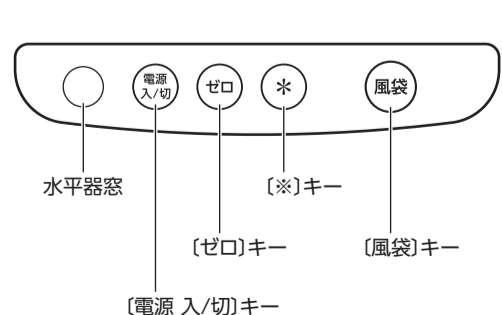 電源
入/切
ゼロ
＊
風袋
水平器窓
〔※〕キー
〔ゼロ〕キー
〔風袋〕キー
〔電源 入/切〕キー